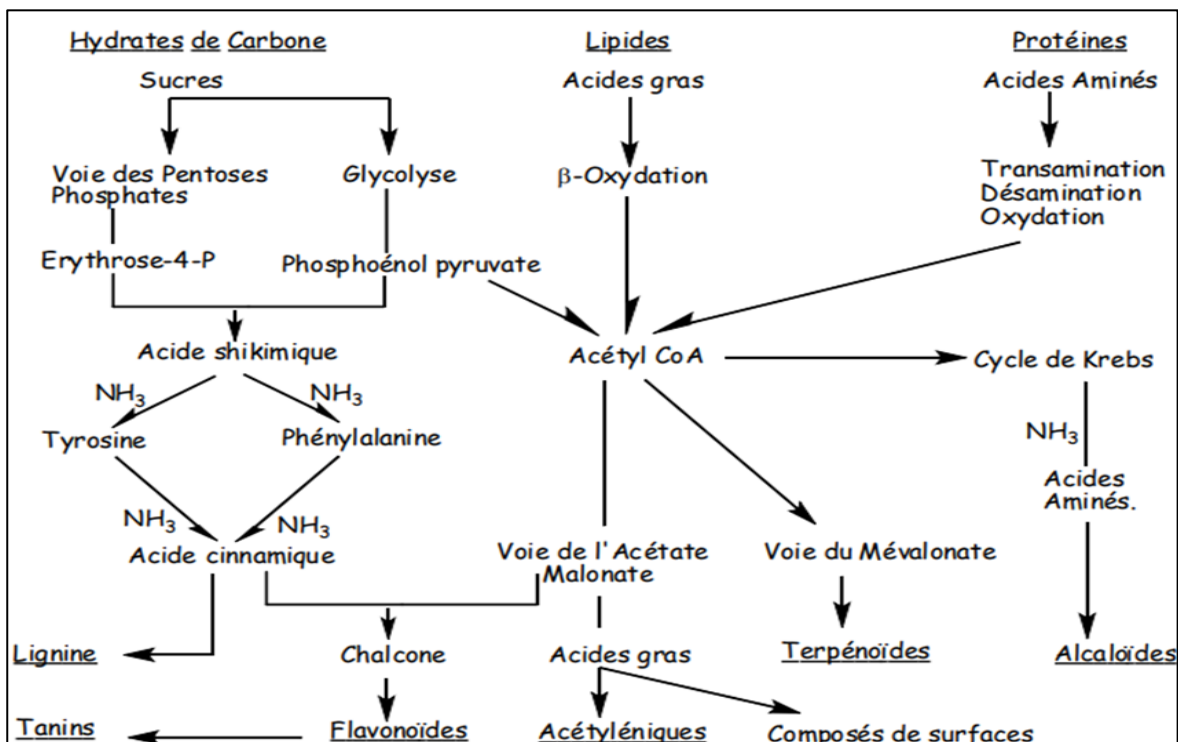 Hydrates de Carbone
Lipides
Protéines
Sucres
Acides gras
Acides Aminés
Voie des Pentoses
Phosphates
Glycolyse
β-Oxydation
Transamination
Désamination
Oxydation
Erythrose-4-P
Phosphoénol pyruvate
Acide shikimique
Acétyl CoA
Cycle de Krebs
NH₃
NH₃
NH₃
Tyrosine
Phénylalanine
Acides
Aminés.
NH₃
NH₃
Acide cinnamique
Voie de l'Acétate
Malonate
Voie du Mévalonate
Lignine
Chalcone
Acides gras
Terpénoïdes
Alcaloïdes
Tanins
Flavonoïdes
Acétyléniques
Composés de surfaces